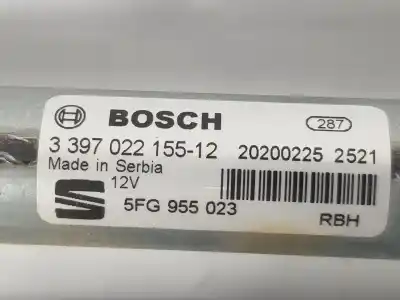 BOSCH 287
3 397 022 155-12 20200225 2521
Made in Serbia
12V
5FG 955 023
RBH